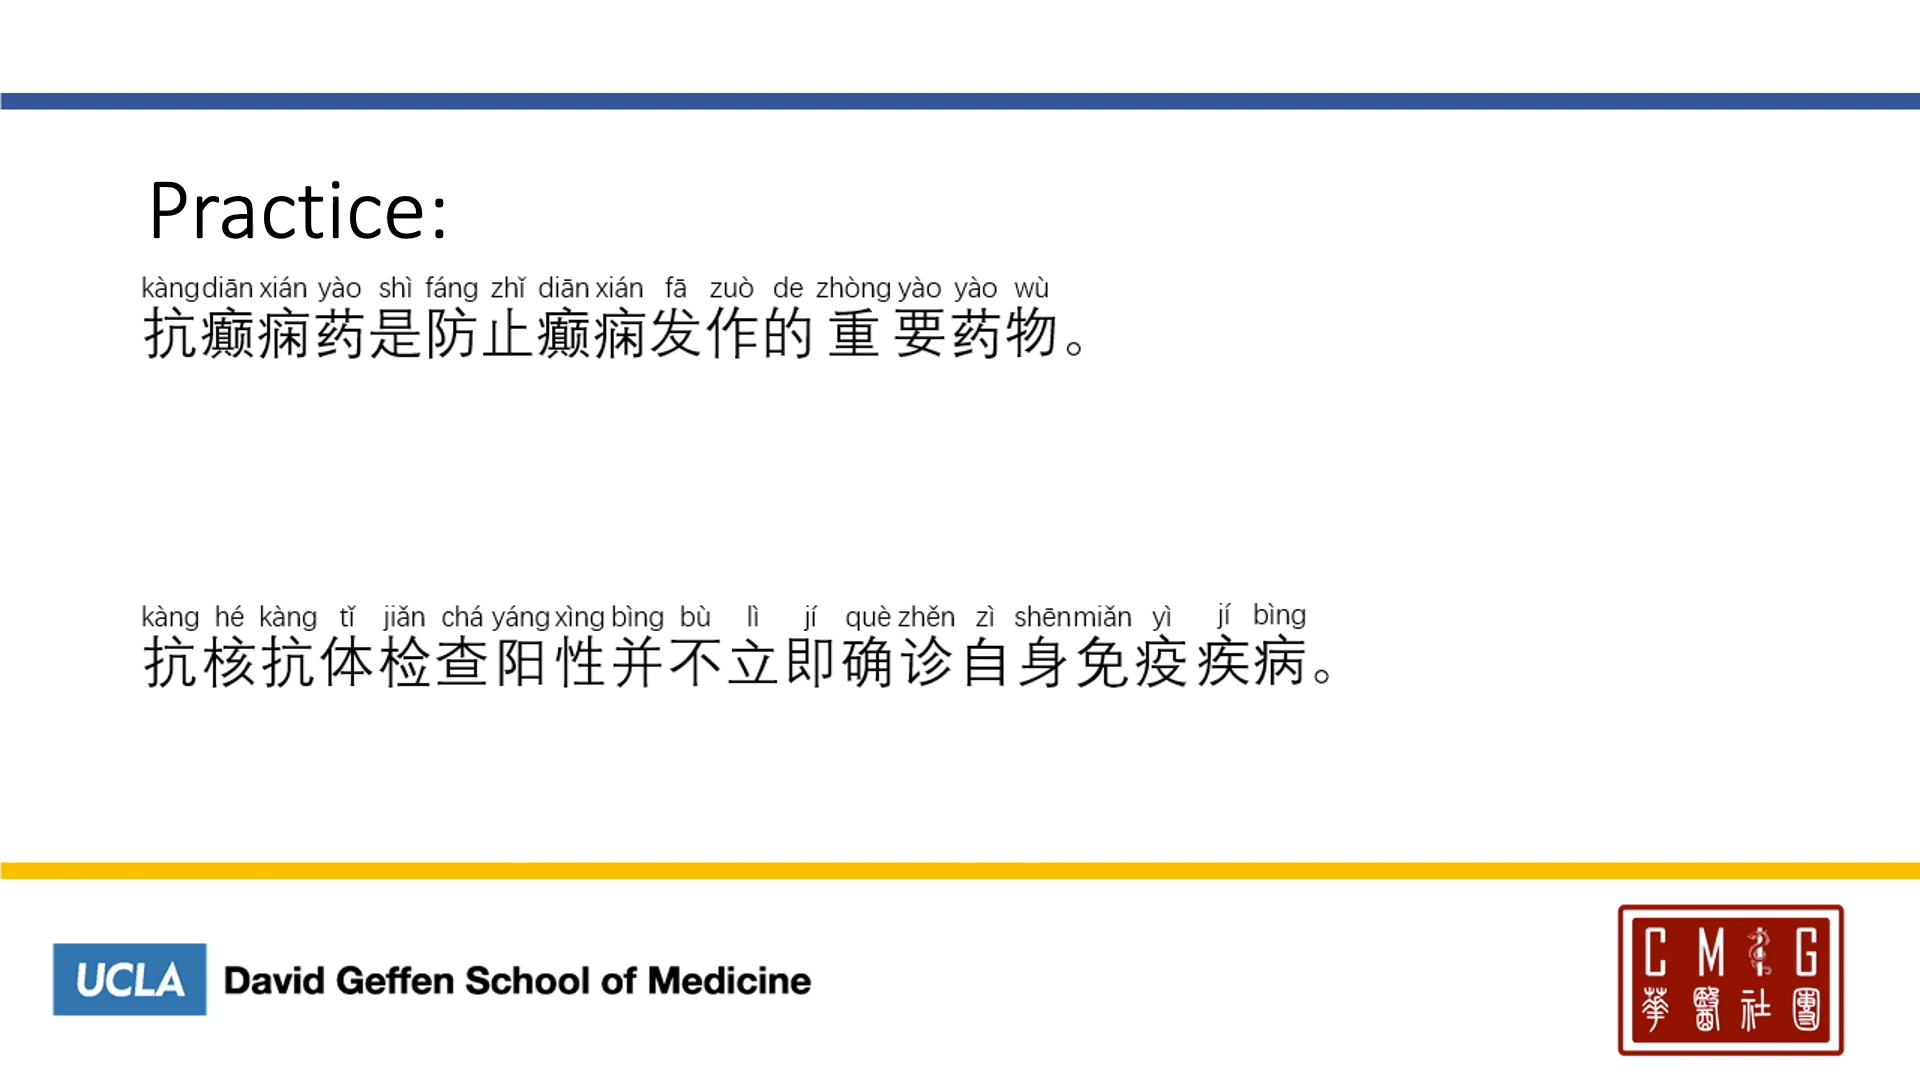 Practice:
kàng diān xián yào shì fáng zhǐ diān xián fā zuò de zhòng yào yào wù
抗癫痫药是防止癫痫发作的重要药物。
kàng hé kàng tǐ jiǎn chá yáng xìng bìng bù lì jí què zhěn zì shēn miǎn yì jí bìng
抗核抗体检查阳性并不立即确诊自身免疫疾病。
UCLA David Geffen School of Medicine
C M G
華醫社團